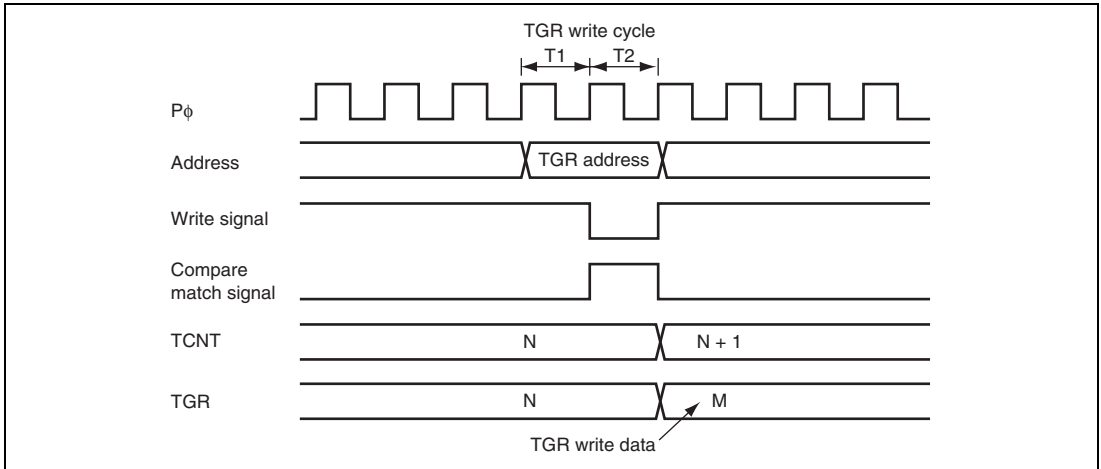 TGR write cycle
T1 T2
Pϕ
Address TGR address
Write signal
Compare
match signal
TCNT N N + 1
TGR N M
TGR write data